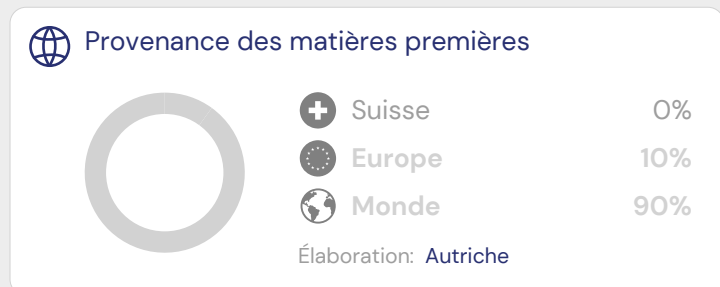 Provenance des matières premières
Suisse 0%
Europe 10%
Monde 90%
Élaboration: Autriche